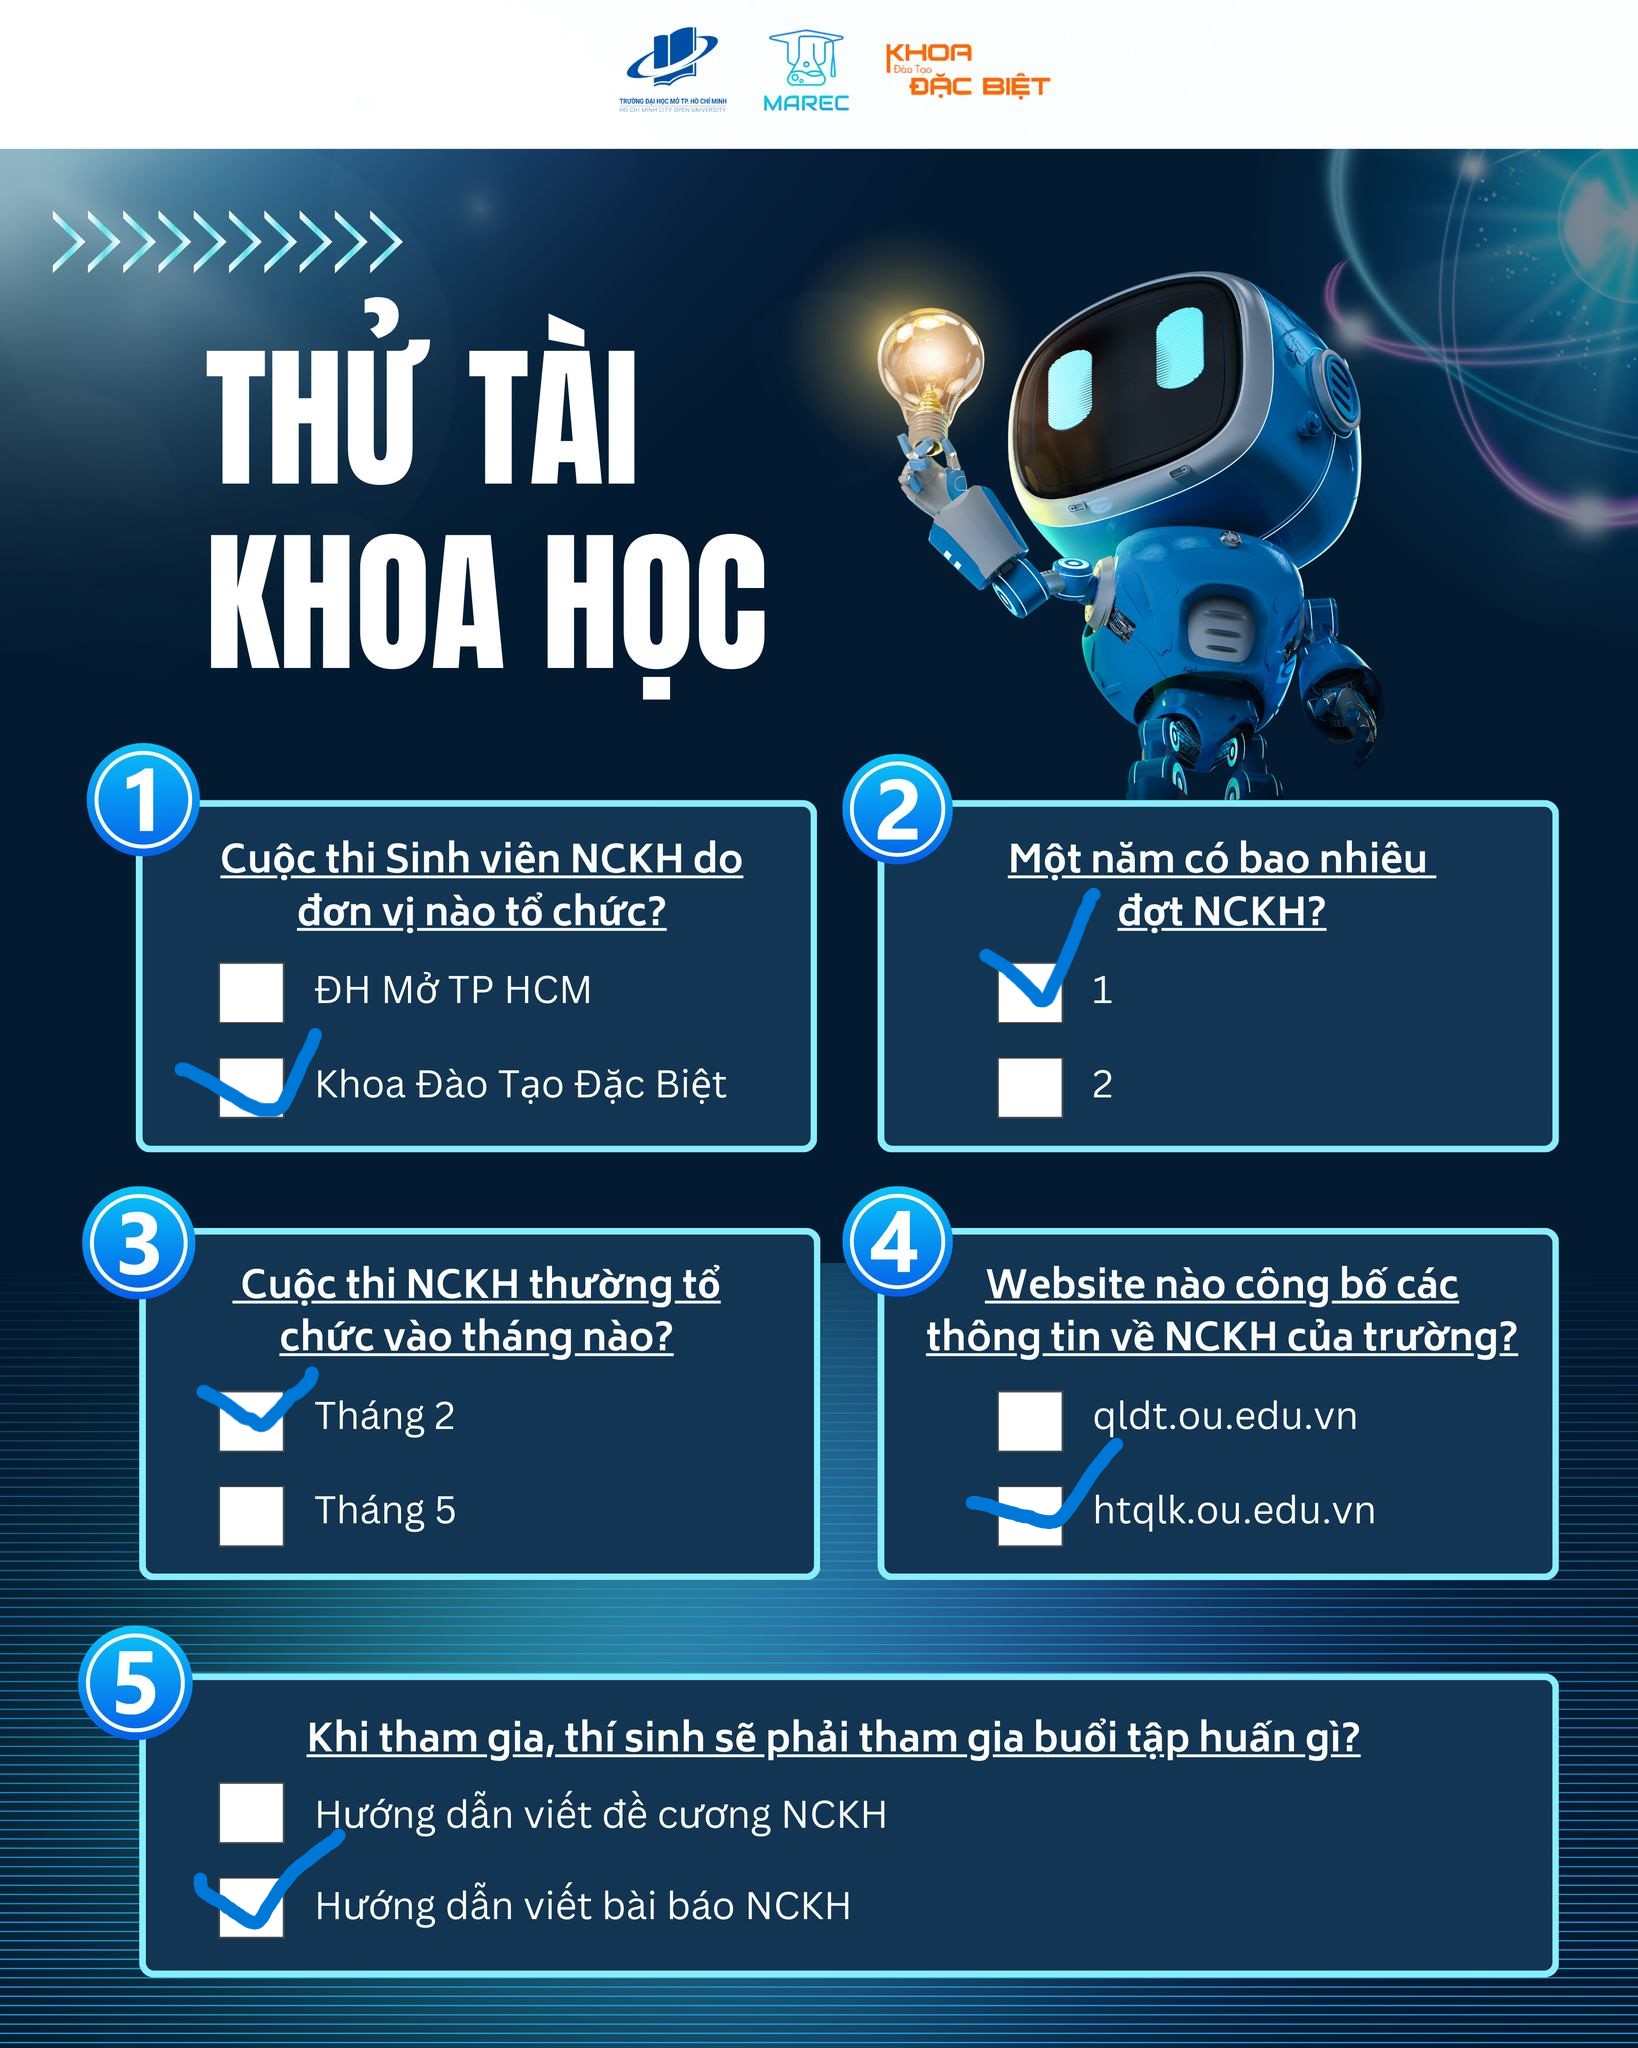 TRƯỜNG ĐẠI HỌC MỞ TP. HỒ CHÍ MINH
HO CHI MINH CITY OPEN UNIVERSITY
MAREC
KHOA
Đào Tạo
ĐẶC BIỆT
THỬ TÀI
KHOA HỌC
1
Cuộc thi Sinh viên NCKH do
đơn vị nào tổ chức?
ĐH Mở TP HCM
Khoa Đào Tạo Đặc Biệt
2
Một năm có bao nhiêu
đợt NCKH?
1
2
3
Cuộc thi NCKH thường tổ
chức vào tháng nào?
Tháng 2
Tháng 5
4
Website nào công bố các
thông tin về NCKH của trường?
qldt.ou.edu.vn
htqlk.ou.edu.vn
5
Khi tham gia, thí sinh sẽ phải tham gia buổi tập huấn gì?
Hướng dẫn viết đề cương NCKH
Hướng dẫn viết bài báo NCKH